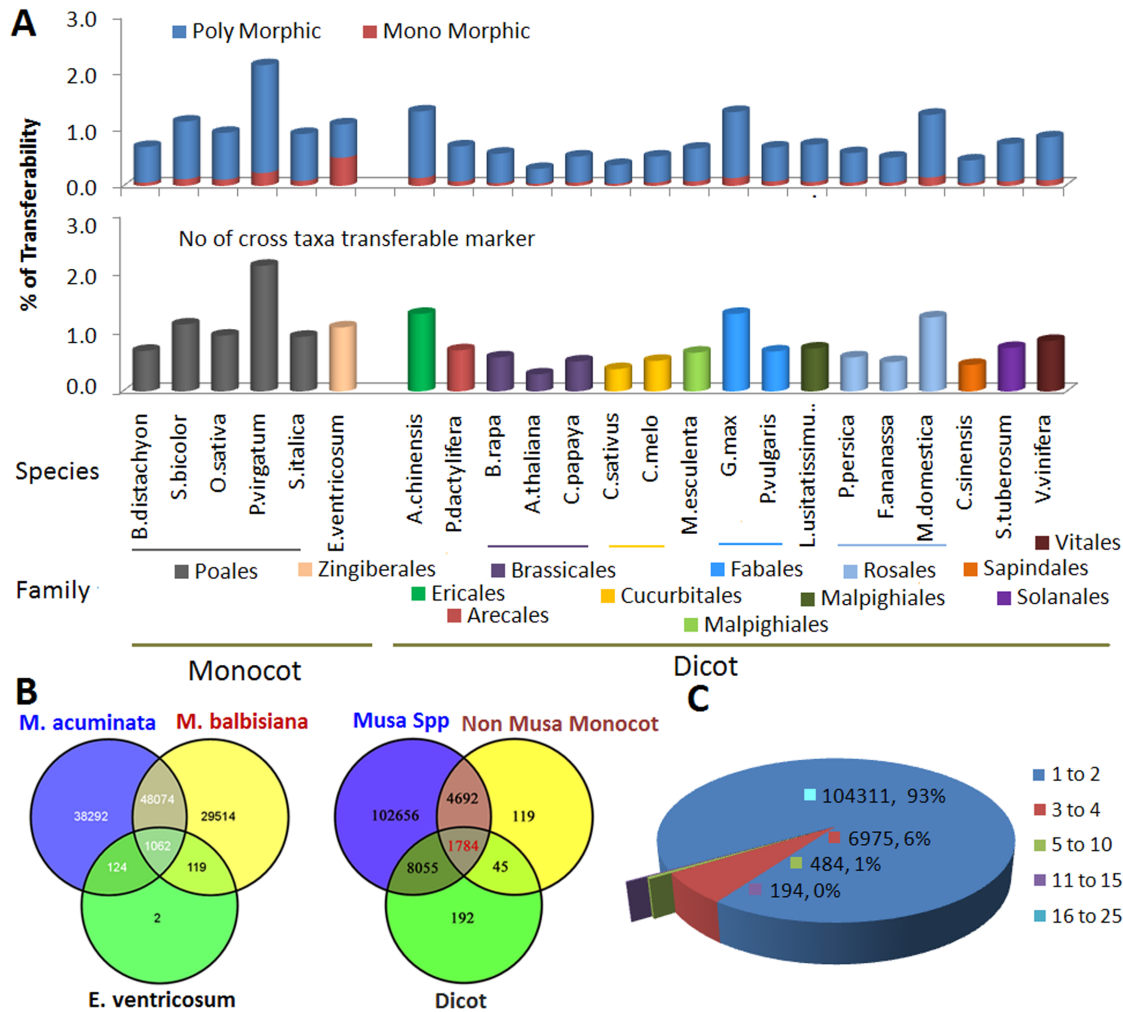 A
3.0
Poly Morphic Mono Morphic
2.0
1.0
0.0
% of Transferability
3.0
No of cross taxa transferable marker
2.0
1.0
0.0
Species
B.distachyon
S.bicolor
O.sativa
P.virgatum
S.italica
E.ventricosum
A.chinensis
P.dactylifera
B.rapa
A.thaliana
C.papaya
C.sativus
C.melo
M.esculenta
G.max
P.vulgaris
L.usitatissimu..
P.persica
F.ananassa
M.domestica
C.sinensis
S.tuberosum
V.vinifera
Vitales
Family
Poales Zingiberales Brassicales Fabales Rosales Sapindales
Ericales Cucurbitales Malpighiales Solanales
Arecales Malpighiales
Monocot Dicot
B
M. acuminata M. balbisiana
38292 48074 29514
1062
124 119
2
E. ventricosum
Musa Spp Non Musa Monocot
102656 4692 119
1784
8055 45
192
Dicot
C
104311, 93%
6975, 6%
484, 1%
194, 0%
1 to 2
3 to 4
5 to 10
11 to 15
16 to 25